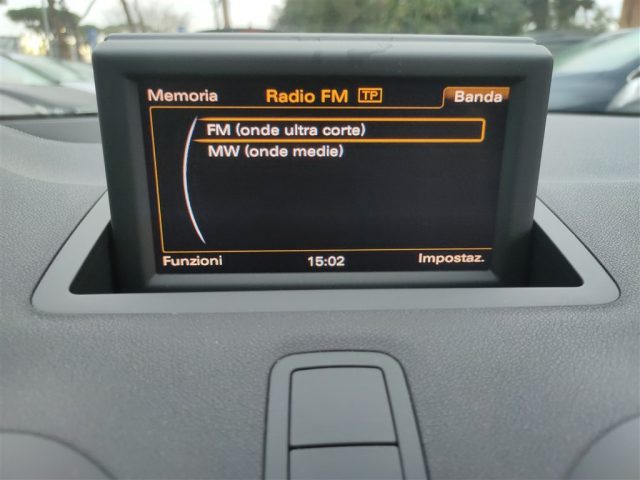 Memoria Radio FM TP Banda
FM (onde ultra corte)
MW (onde medie)
Funzioni 15:02 Impostaz.